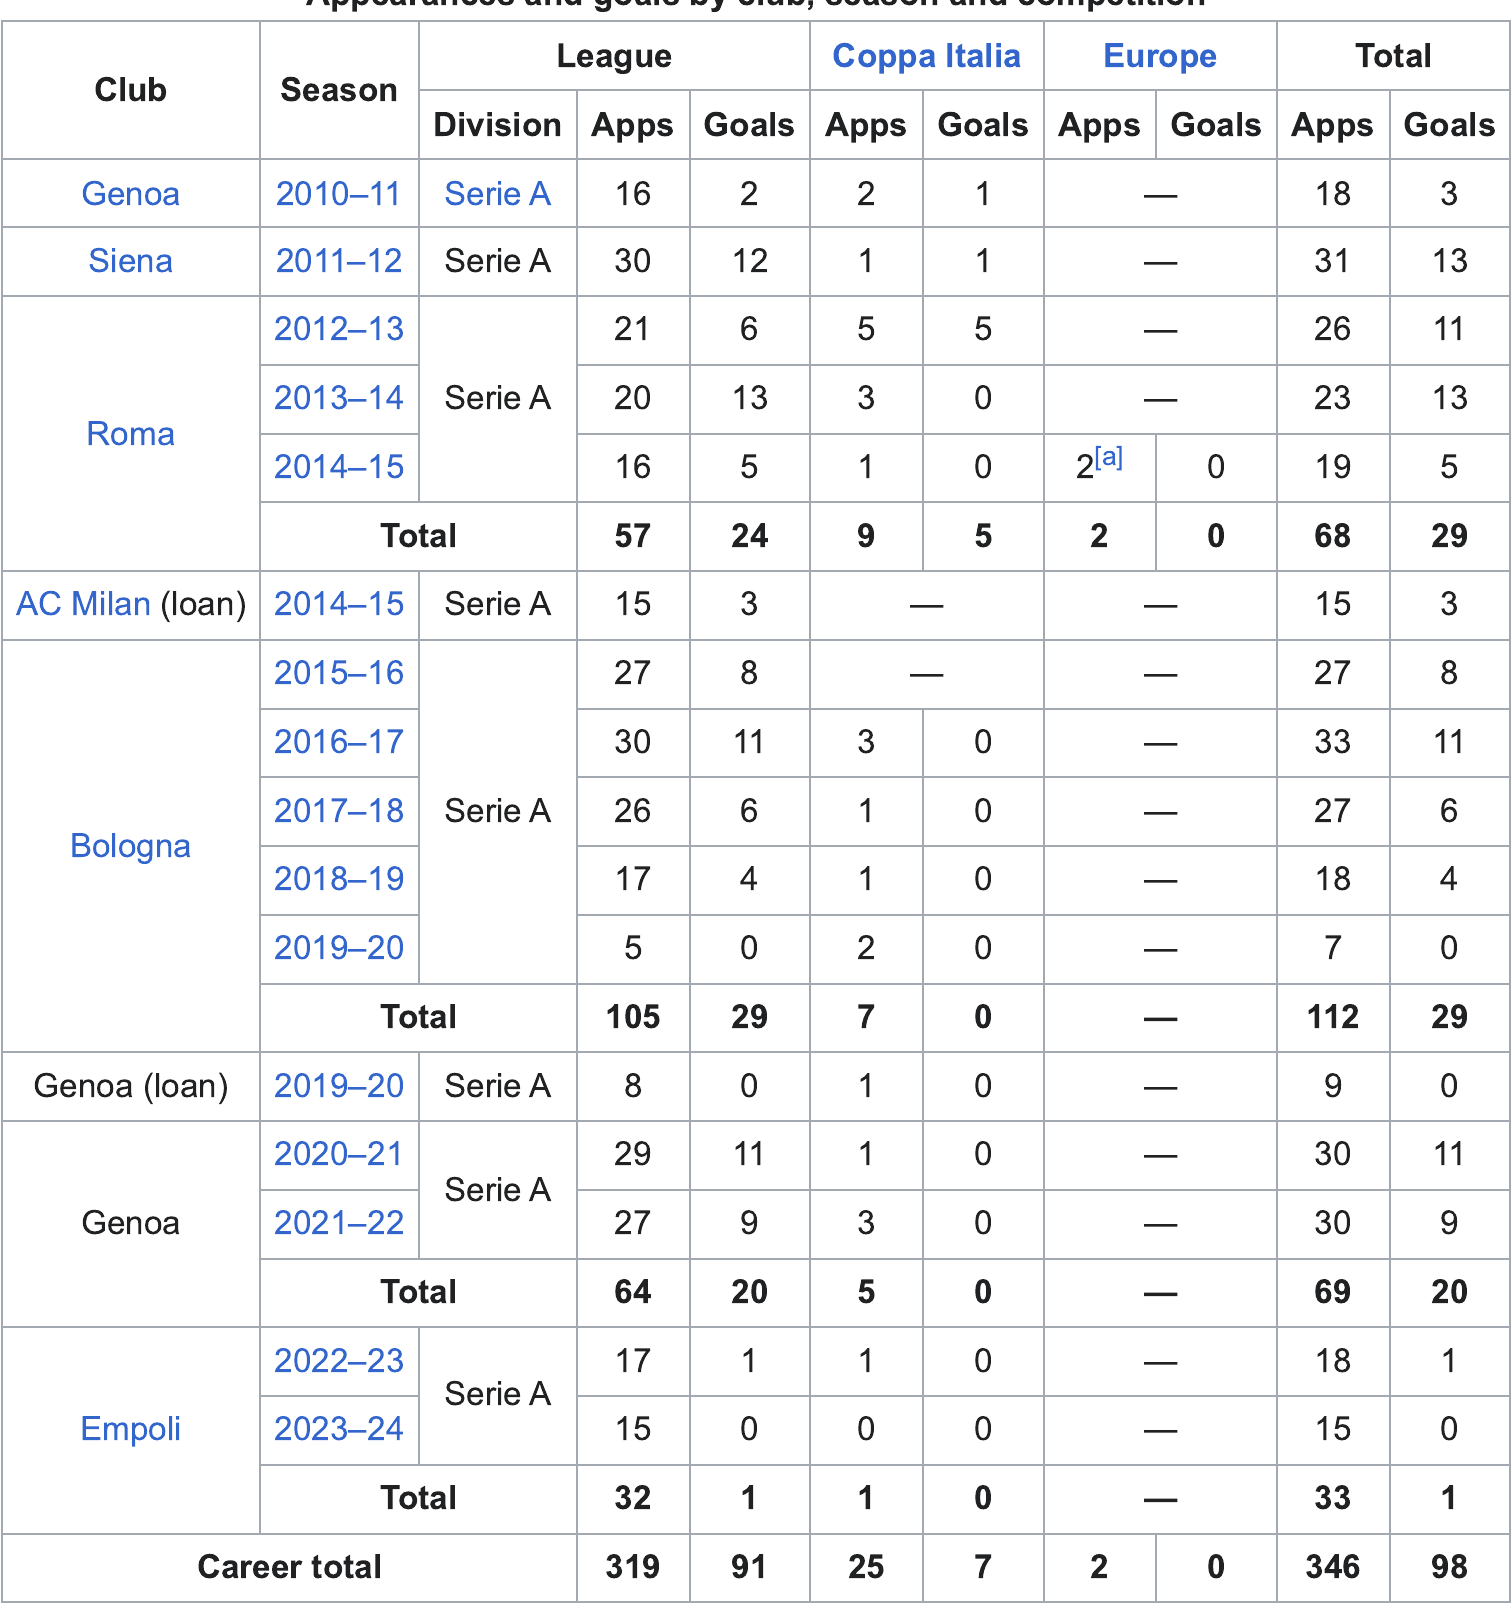 Appearances and goals by club, season and competition
Club Season League Coppa Italia Europe Total
Division Apps Goals Apps Goals Apps Goals Apps Goals
Genoa 2010–11 Serie A 16 2 2 1 — 18 3
Siena 2011–12 Serie A 30 12 1 1 — 31 13
Roma 2012–13 Serie A 21 6 5 5 — 26 11
2013–14 20 13 3 0 — 23 13
2014–15 16 5 1 0 2[a] 0 19 5
Total 57 24 9 5 2 0 68 29
AC Milan (loan) 2014–15 Serie A 15 3 — — 15 3
Bologna 2015–16 Serie A 27 8 — — 27 8
2016–17 30 11 3 0 — 33 11
2017–18 26 6 1 0 — 27 6
2018–19 17 4 1 0 — 18 4
2019–20 5 0 2 0 — 7 0
Total 105 29 7 0 — 112 29
Genoa (loan) 2019–20 Serie A 8 0 1 0 — 9 0
Genoa 2020–21 Serie A 29 11 1 0 — 30 11
2021–22 27 9 3 0 — 30 9
Total 64 20 5 0 — 69 20
Empoli 2022–23 Serie A 17 1 1 0 — 18 1
2023–24 15 0 0 0 — 15 0
Total 32 1 1 0 — 33 1
Career total 319 91 25 7 2 0 346 98